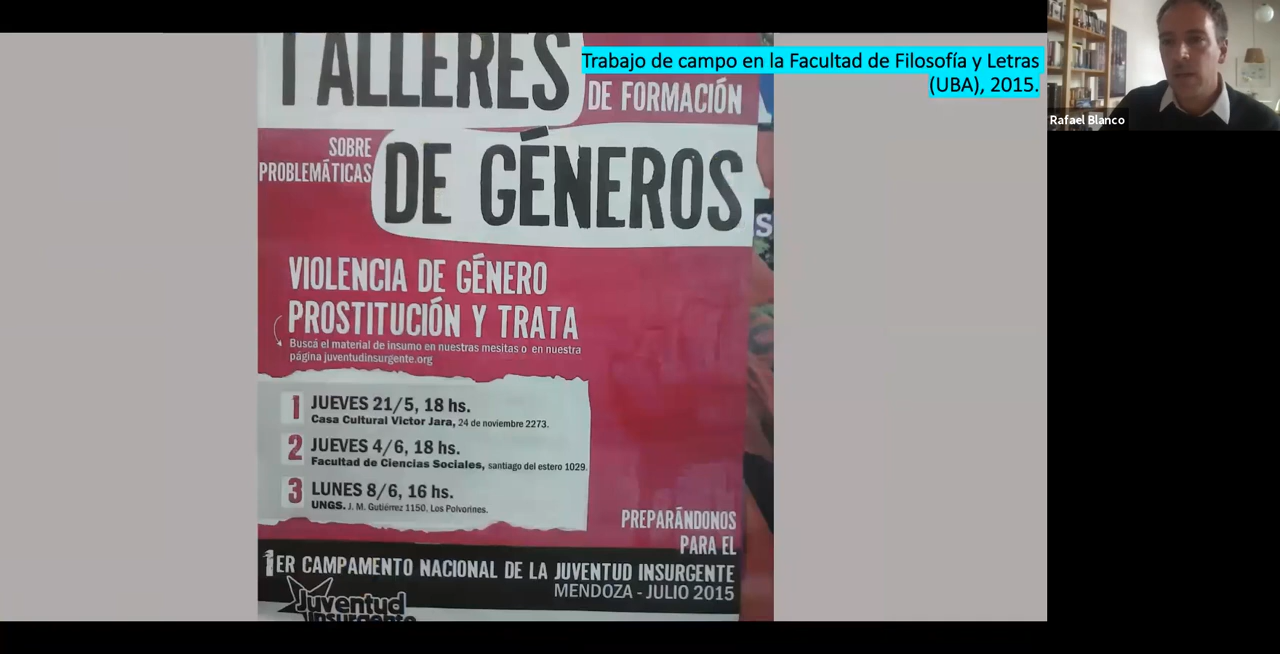 Trabajo de campo en la Facultad de Filosofía y Letras
(UBA), 2015.
Rafael Blanco
TALLERES
DE FORMACIÓN
SOBRE
PROBLEMÁTICAS
DE GÉNEROS
S
VIOLENCIA DE GÉNERO
PROSTITUCIÓN Y TRATA
Buscá el material de insumo en nuestras mesitas o en nuestra
página juventudinsurgente.org
1 JUEVES 21/5, 18 hs.
Casa Cultural Victor Jara, 24 de noviembre 2273.
2 JUEVES 4/6, 18 hs.
Facultad de Ciencias Sociales, santiago del estero 1029.
3 LUNES 8/6, 16 hs.
UNGS. J. M. Gutiérrez 1150, Los Polvorines.
PREPARÁNDONOS
PARA EL
1ER CAMPAMENTO NACIONAL DE LA JUVENTUD INSURGENTE
MENDOZA - JULIO 2015
Juventud
Insurgente